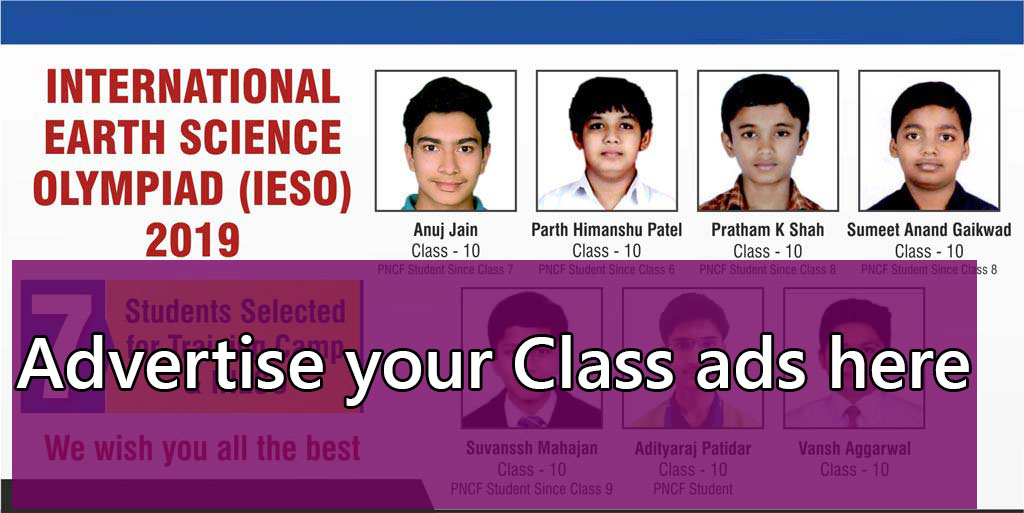 INTERNATIONAL
EARTH SCIENCE
OLYMPIAD (IESO)
2019
Anuj Jain
Class - 10
PNCF Student Since Class 7
Parth Himanshu Patel
Class - 10
PNCF Student Since Class 6
Pratham K Shah
Class - 10
PNCF Student Since Class 8
Sumeet Anand Gaikwad
Class - 10
PNCF Student Since Class 8
7
Students Selected
for Training Camp
Advertise your Class ads here
We wish you all the best
Suvanssh Mahajan
Class - 10
PNCF Student Since Class 9
Adityaraj Patidar
Class - 10
PNCF Student
Vansh Aggarwal
Class - 10